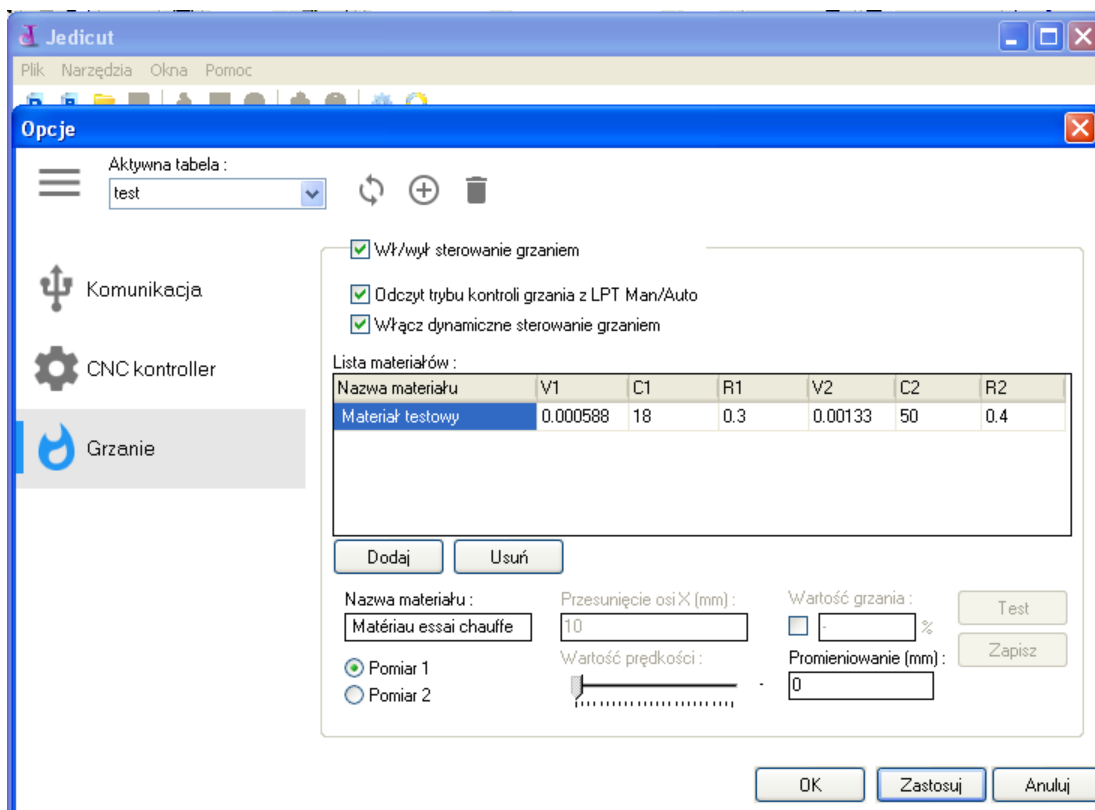 Jedicut
Plik Narzędzia Okna Pomoc
Opcje
Aktywna tabela :
test
Wł/wył sterowanie grzaniem
Komunikacja
Odczyt trybu kontroli grzania z LPT Man/Auto
Włącz dynamiczne sterowanie grzaniem
CNC kontroller
Lista materiałów :
Nazwa materiału V1 C1 R1 V2 C2 R2
Materiał testowy 0.000588 18 0.3 0.00133 50 0.4
Grzanie
Dodaj Usuń
Nazwa materiału : Przesunięcie osi X (mm) : Wartość grzania :
Matériau essai chauffe 10 - % Test
Pomiar 1 Wartość prędkości : Promieniowanie (mm) : Zapisz
Pomiar 2 - 0
OK Zastosuj Anuluj